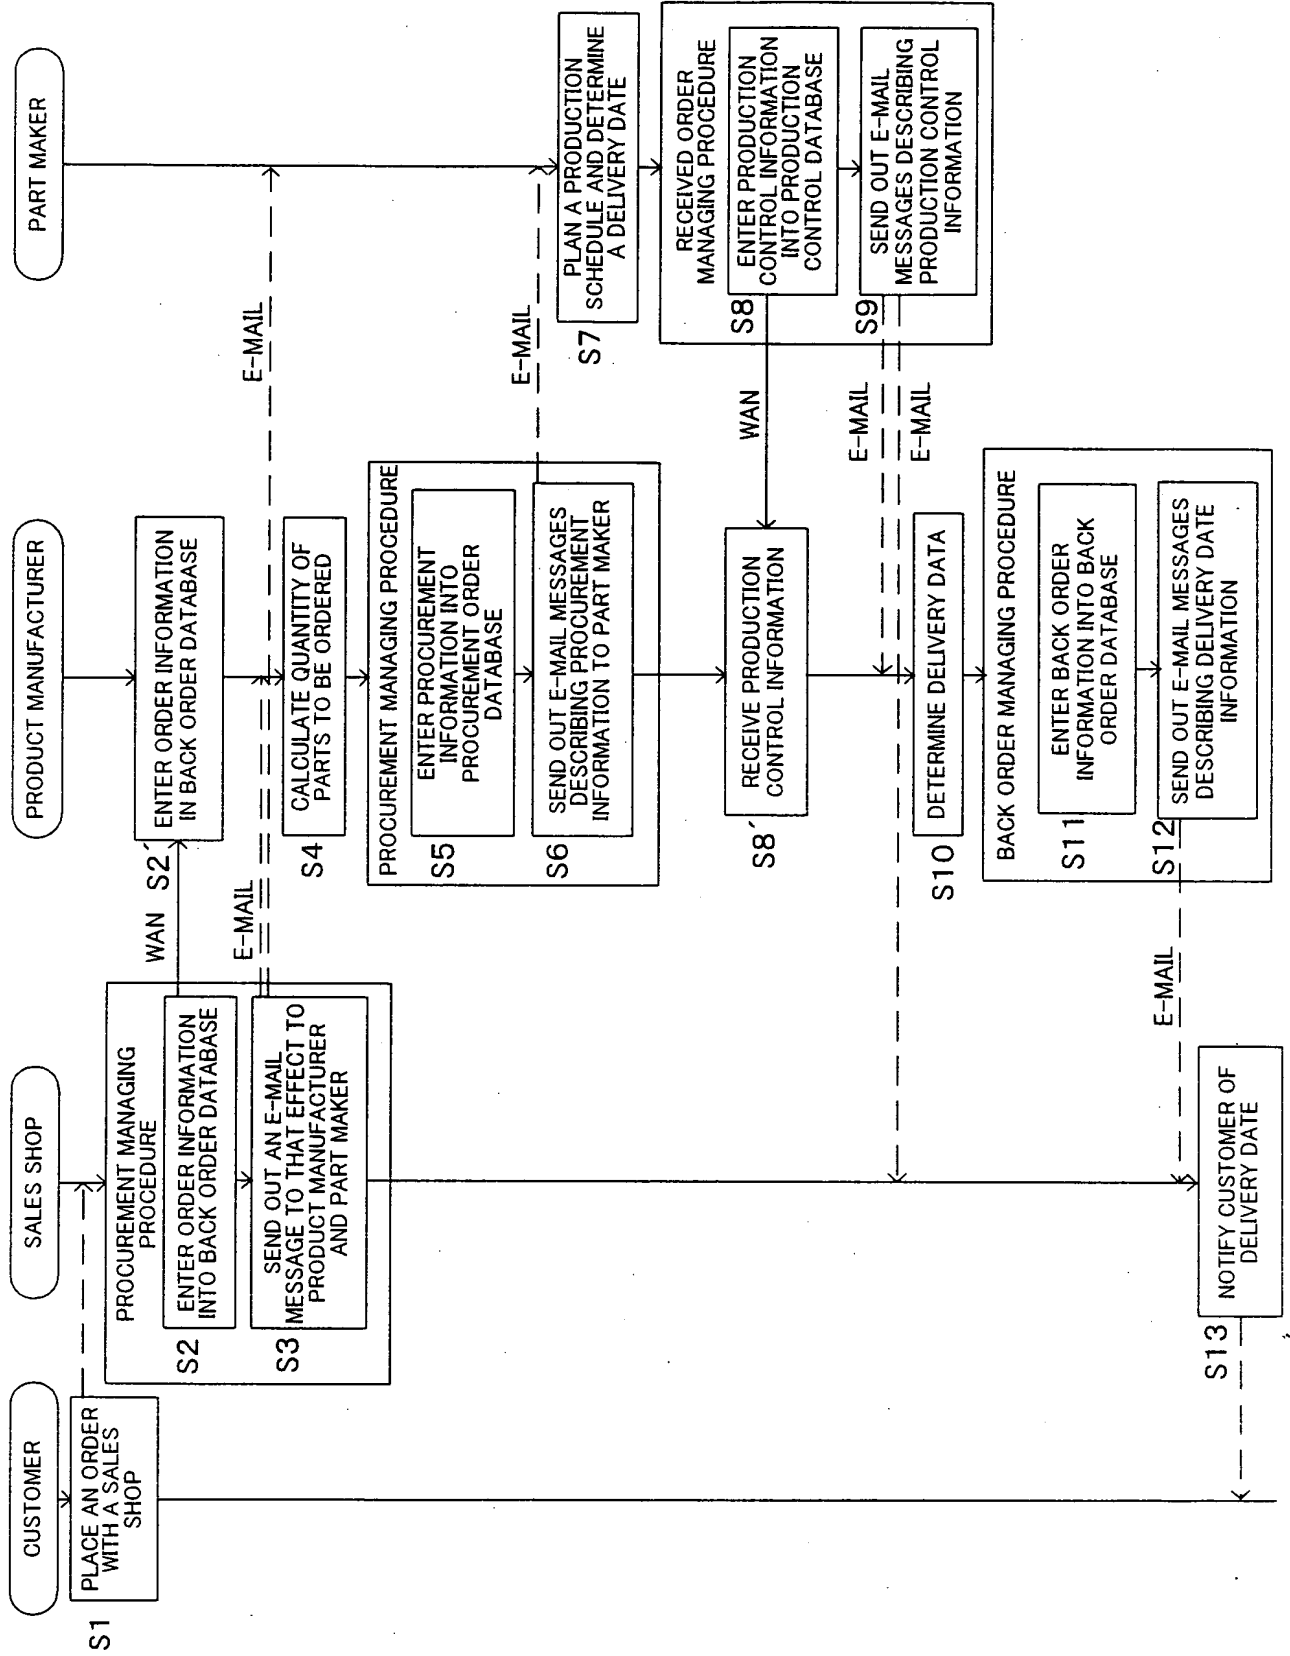 CUSTOMER
SALES SHOP
PRODUCT MANUFACTURER
PART MAKER
S1
PLACE AN ORDER
WITH A SALES
SHOP
PROCUREMENT MANAGING
PROCEDURE
S2
ENTER ORDER INFORMATION
INTO BACK ORDER DATABASE
WAN
S2´
ENTER ORDER INFORMATION
IN BACK ORDER DATABASE
S3
SEND OUT AN E-MAIL
MESSAGE TO THAT EFFECT TO
PRODUCT MANUFACTURER
AND PART MAKER
E-MAIL
E-MAIL
S4
CALCULATE QUANTITY OF
PARTS TO BE ORDERED
PROCUREMENT MANAGING PROCEDURE
S5
ENTER PROCUREMENT
INFORMATION INTO
PROCUREMENT ORDER
DATABASE
S6
SEND OUT E-MAIL MESSAGES
DESCRIBING PROCUREMENT
INFORMATION TO PART MAKER
E-MAIL
S7
PLAN A PRODUCTION
SCHEDULE AND DETERMINE
A DELIVERY DATE
RECEIVED ORDER
MANAGING PROCEDURE
S8
ENTER PRODUCTION
CONTROL INFORMATION
INTO PRODUCTION
CONTROL DATABASE
WAN
S8´
RECEIVE PRODUCTION
CONTROL INFORMATION
S9
SEND OUT E-MAIL
MESSAGES DESCRIBING
PRODUCTION CONTROL
INFORMATION
E-MAIL
E-MAIL
S10
DETERMINE DELIVERY DATA
BACK ORDER MANAGING PROCEDURE
S11
ENTER BACK ORDER
INFORMATION INTO BACK
ORDER DATABASE
S12
SEND OUT E-MAIL MESSAGES
DESCRIBING DELIVERY DATE
INFORMATION
E-MAIL
S13
NOTIFY CUSTOMER OF
DELIVERY DATE